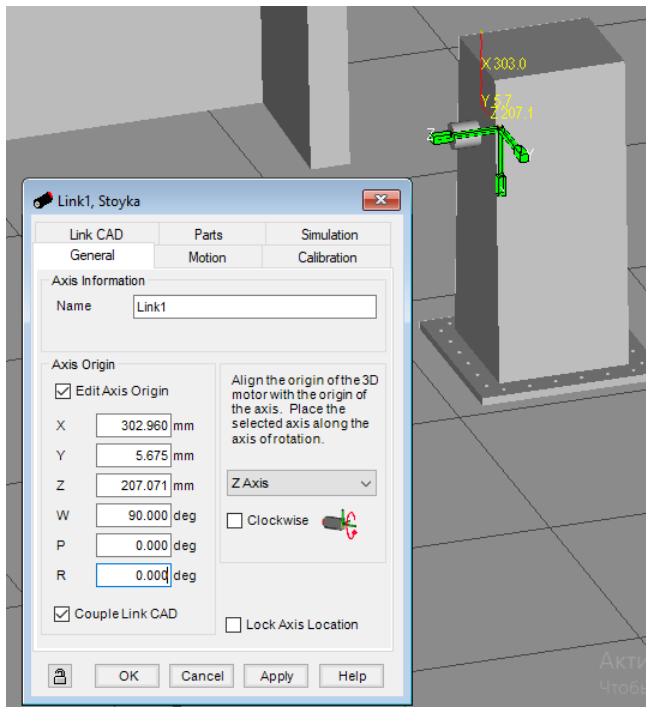 X 303.0
Y 5.7
Z 207.1
Z
Y
Link1, Stoyka
Link CAD
Parts
Simulation
General
Motion
Calibration
Axis Information
Name
Link1
Axis Origin
Edit Axis Origin
X 302.960 mm
Y 5.675 mm
Z 207.071 mm
W 90.000 deg
P 0.000 deg
R 0.000 deg
Couple Link CAD
Align the origin of the 3D
motor with the origin of
the axis. Place the
selected axis along the
axis of rotation.
Z Axis
Clockwise
Lock Axis Location
OK
Cancel
Apply
Help
Акти
Чтобы